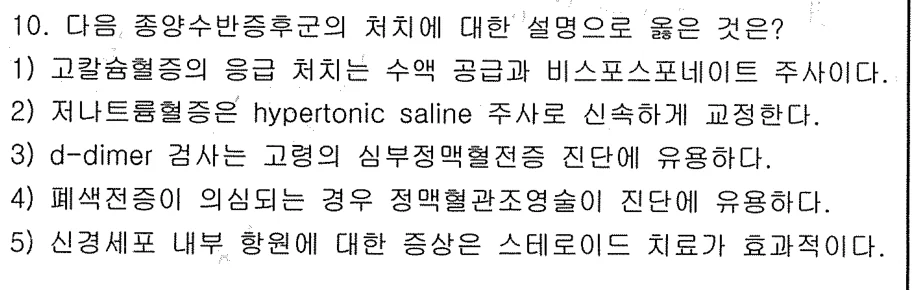 10. 다음 종양수반증후군의 처치에 대한 설명으로 옳은 것은?
1) 고칼슘혈증의 응급 처치는 수액 공급과 비스포스포네이트 주사이다.
2) 저나트륨혈증은 hypertonic saline 주사로 신속하게 교정한다.
3) d-dimer 검사는 고령의 심부정맥혈전증 진단에 유용하다.
4) 폐색전증이 의심되는 경우 정맥혈관조영술이 진단에 유용하다.
5) 신경세포 내부 항원에 대한 증상은 스테로이드 치료가 효과적이다.